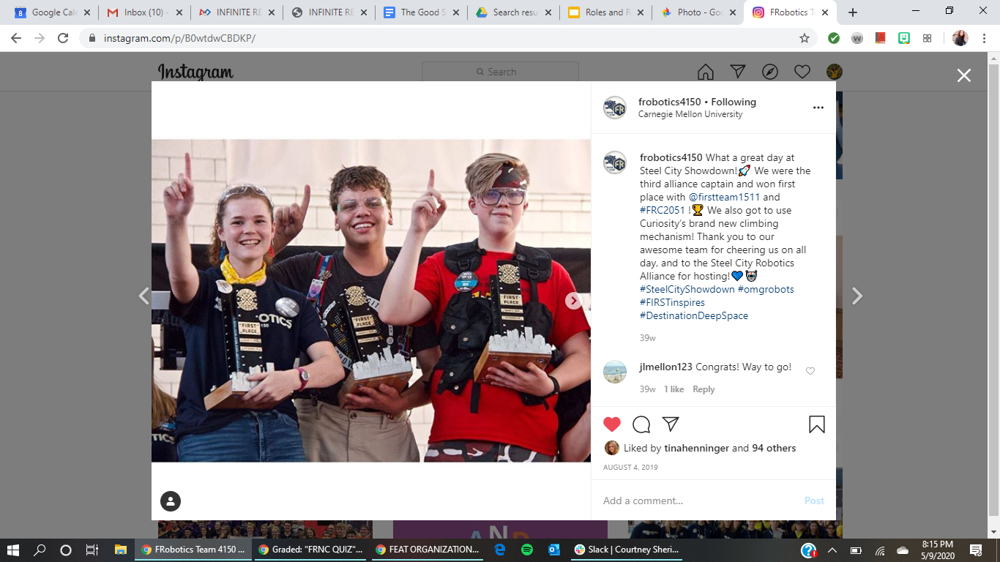 Google Cale
Inbox (10) -
INFINITE RE
INFINITE RE
The Good S
Search resu
Roles and R
Photo - Goo
FRobotics T
instagram.com/p/B0wtdwCBDKP/
Instagram
Search
frobotics4150 • Following
Carnegie Mellon University
frobotics4150 What a great day at
Steel City Showdown!🚀 We were the
third alliance captain and won first
place with @firstteam1511 and
#FRC2051 !🏆 We also got to use
Curiosity's brand new climbing
mechanism! Thank you to our
awesome team for cheering us on all
day, and to the Steel City Robotics
Alliance for hosting!💙🤖
#SteelCityShowdown #omgrobots
#FIRSTinspires
#DestinationDeepSpace
39w
jlmellon123 Congrats! Way to go!
39w 1 like Reply
Liked by tinahenninger and 94 others
AUGUST 4, 2019
Add a comment... Post
OTICS
150
FIRST
PLACE
FIRST-
PLACE
FIRST-
PLACE
AND
FRobotics Team 4150 ...
Graded: "FRNC QUIZ"...
FEAT ORGANIZATION...
Slack | Courtney Sheri...
8:15 PM
5/9/2020